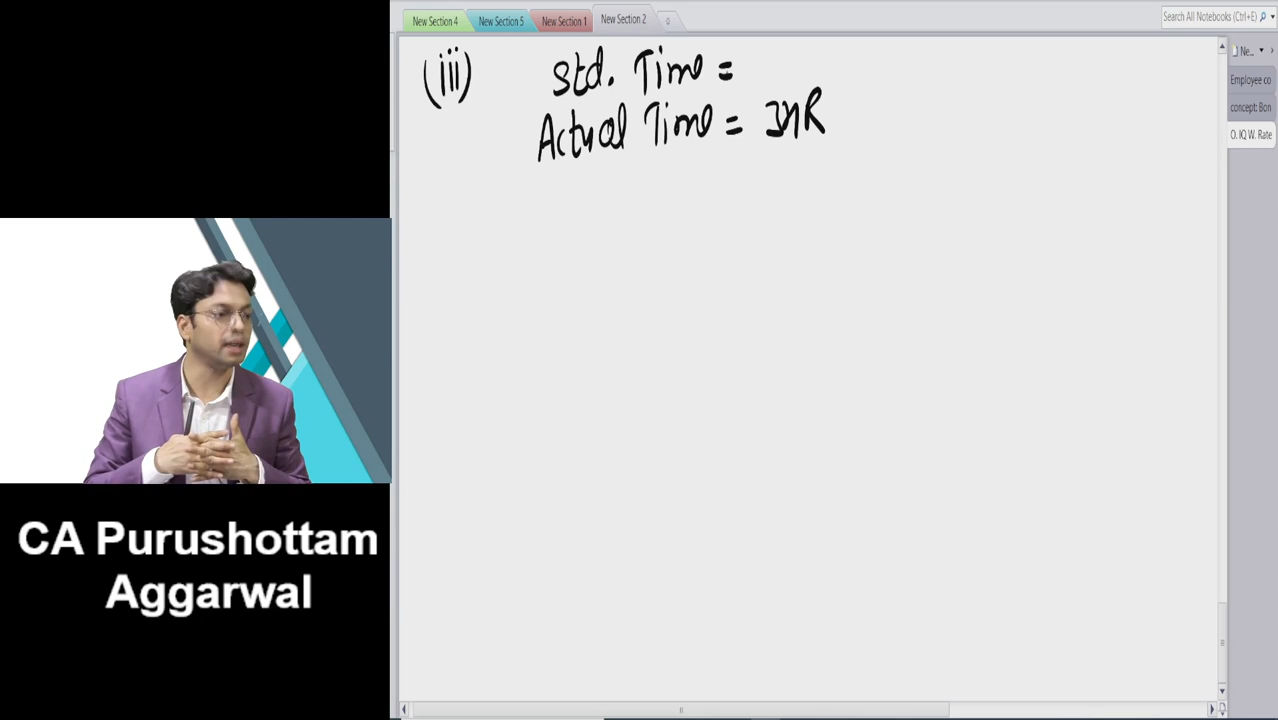 New Section 4 New Section 5 New Section 1 New Section 2
Search All Notebooks (Ctrl+E)
Ne...
Employee co
concept: Bon
O. IQ W. Rate
(iii) Std. Time =
Actual Time =
CA Purushottam
Aggarwal